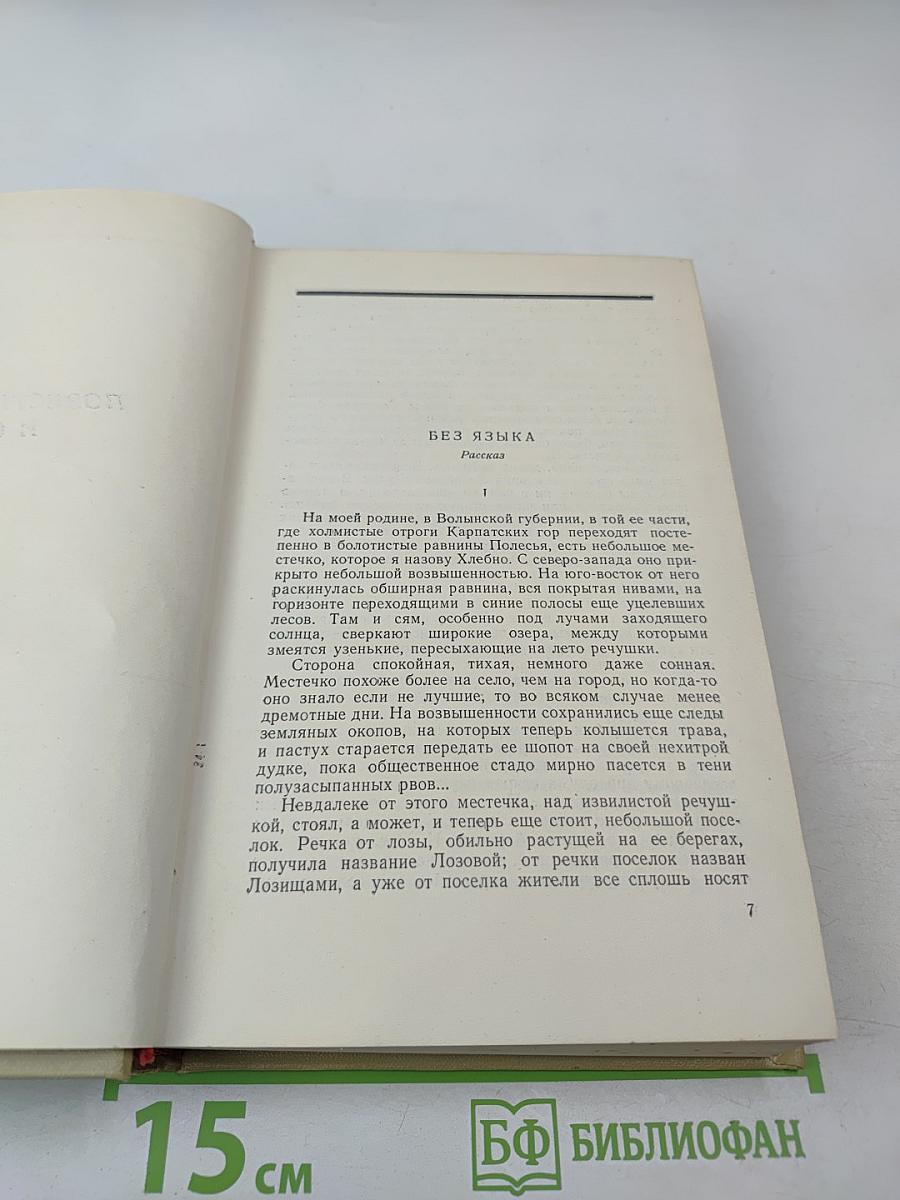 БЕЗ ЯЗЫКА
Рассказ
I
На моей родине, в Волынской губернии, в той ее части,
где холмистые отроги Карпатских гор переходят посте-
пенно в болотистые равнины Полесья, есть небольшое ме-
стечко, которое я назову Хлебно. С северо-запада оно при-
крыто небольшой возвышенностью. На юго-восток от него
раскинулась обширная равнина, вся покрытая нивами, на
горизонте переходящими в синие полосы еще уцелевших
лесов. Там и сям, особенно под лучами заходящего
солнца, сверкают широкие озера, между которыми
змеятся узенькие, пересыхающие на лето речушки.
Сторона спокойная, тихая, немного даже сонная.
Местечко похоже более на село, чем на город, но когда-то
оно знало если не лучшие, то во всяком случае менее
дремотные дни. На возвышенности сохранились еще следы
земляных окопов, на которых теперь колышется трава,
и пастух старается передать ее шопот на своей нехитрой
дудке, пока общественное стадо мирно пасется в тени
полузасыпанных рвов...
Невдалеке от этого местечка, над извилистой речуш-
кой, стоял, а может, и теперь еще стоит, небольшой посе-
лок. Речка от лозы, обильно растущей на ее берегах,
получила название Лозовой; от речки поселок назван
Лозищами, а уже от поселка жители все сплошь носят
7
15 см
БФ БИБЛИОФАН